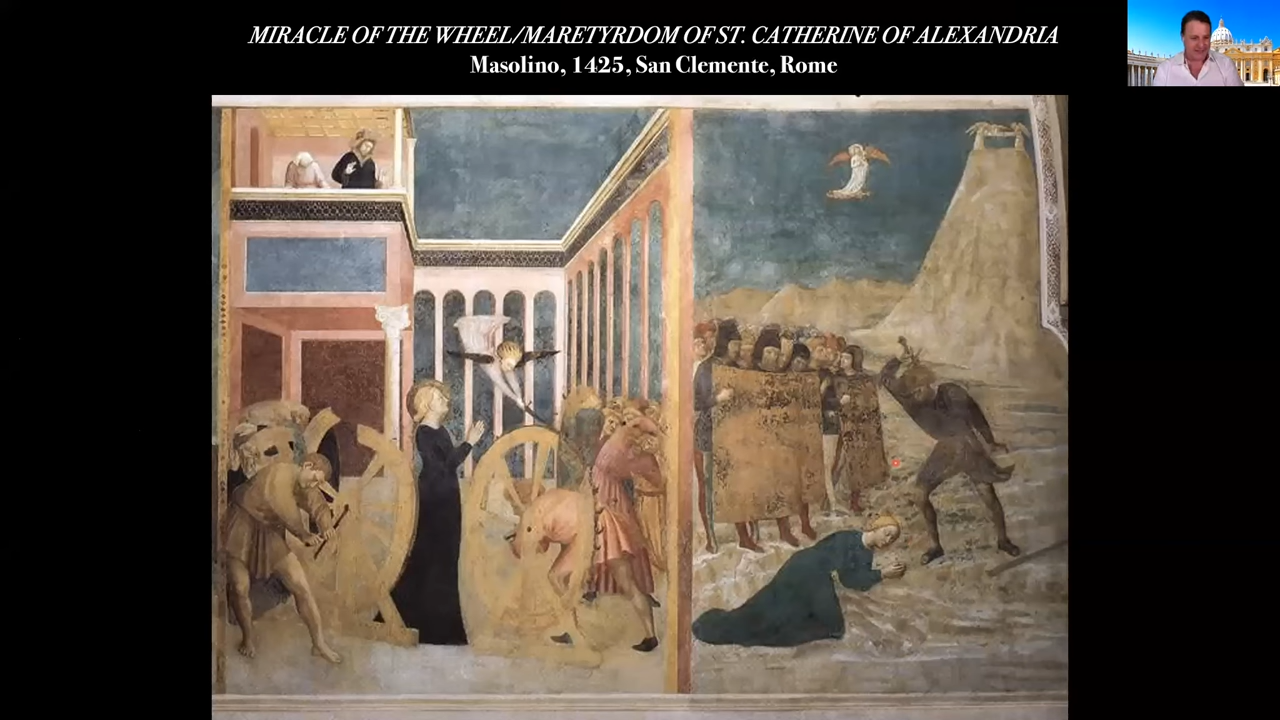 MIRACLE OF THE WHEEL/MARETYRDOM OF ST. CATHERINE OF ALEXANDRIA
Masolino, 1425, San Clemente, Rome